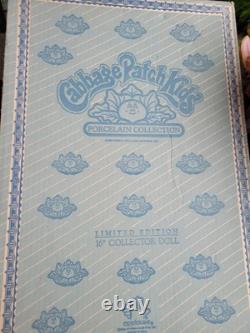 Cabbage Patch Kids
PORCELAIN COLLECTION
LIMITED EDITION
16" COLLECTOR DOLL